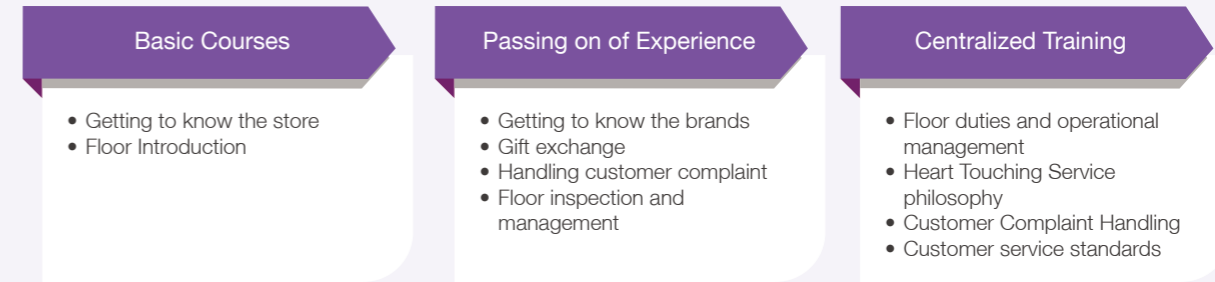 Basic Courses
• Getting to know the store
• Floor Introduction
Passing on of Experience
• Getting to know the brands
• Gift exchange
• Handling customer complaint
• Floor inspection and
management
Centralized Training
• Floor duties and operational
management
• Heart Touching Service
philosophy
• Customer Complaint Handling
• Customer service standards